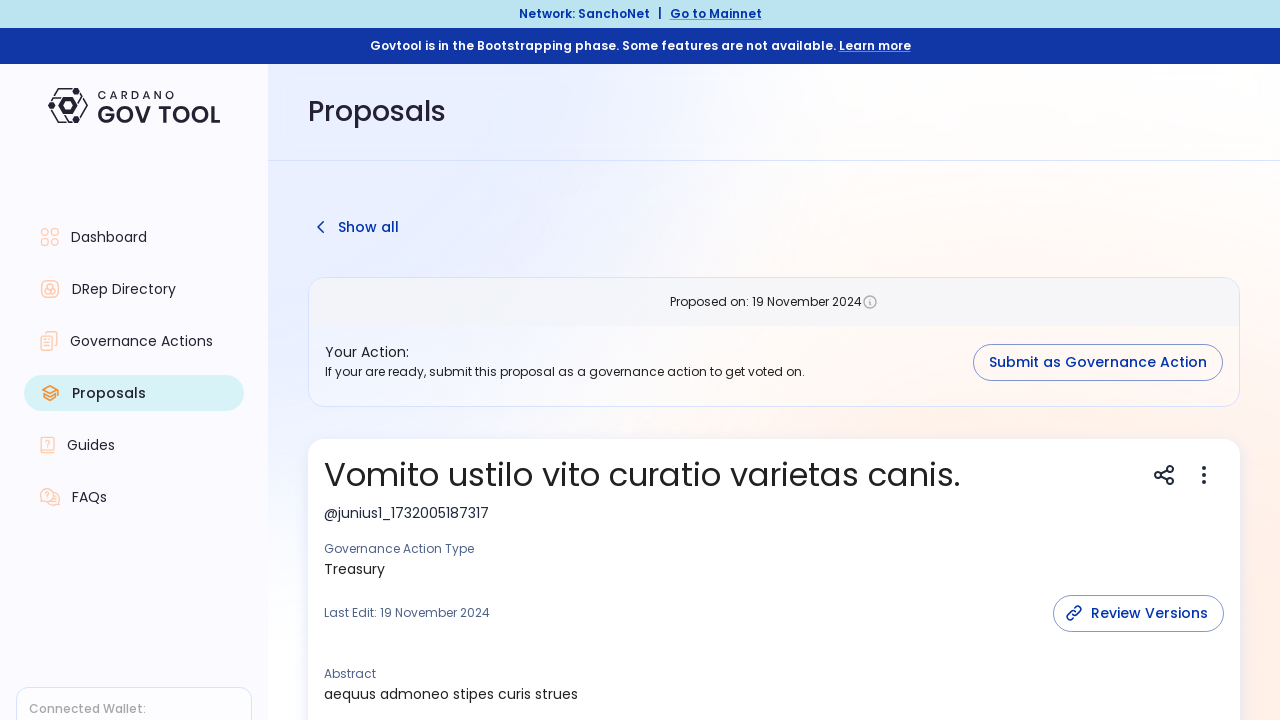 Network: SanchoNet | Go to Mainnet
Govtool is in the Bootstrapping phase. Some features are not available. Learn more
CARDANO
GOV TOOL
Proposals
Dashboard
DRep Directory
Governance Actions
Proposals
Guides
FAQs
Connected Wallet:
Show all
Proposed on: 19 November 2024
Your Action:
If your are ready, submit this proposal as a governance action to get voted on.
Submit as Governance Action
Vomito ustilo vito curatio varietas canis.
@junius1_1732005187317
Governance Action Type
Treasury
Last Edit: 19 November 2024
Review Versions
Abstract
aequus admoneo stipes curis strues